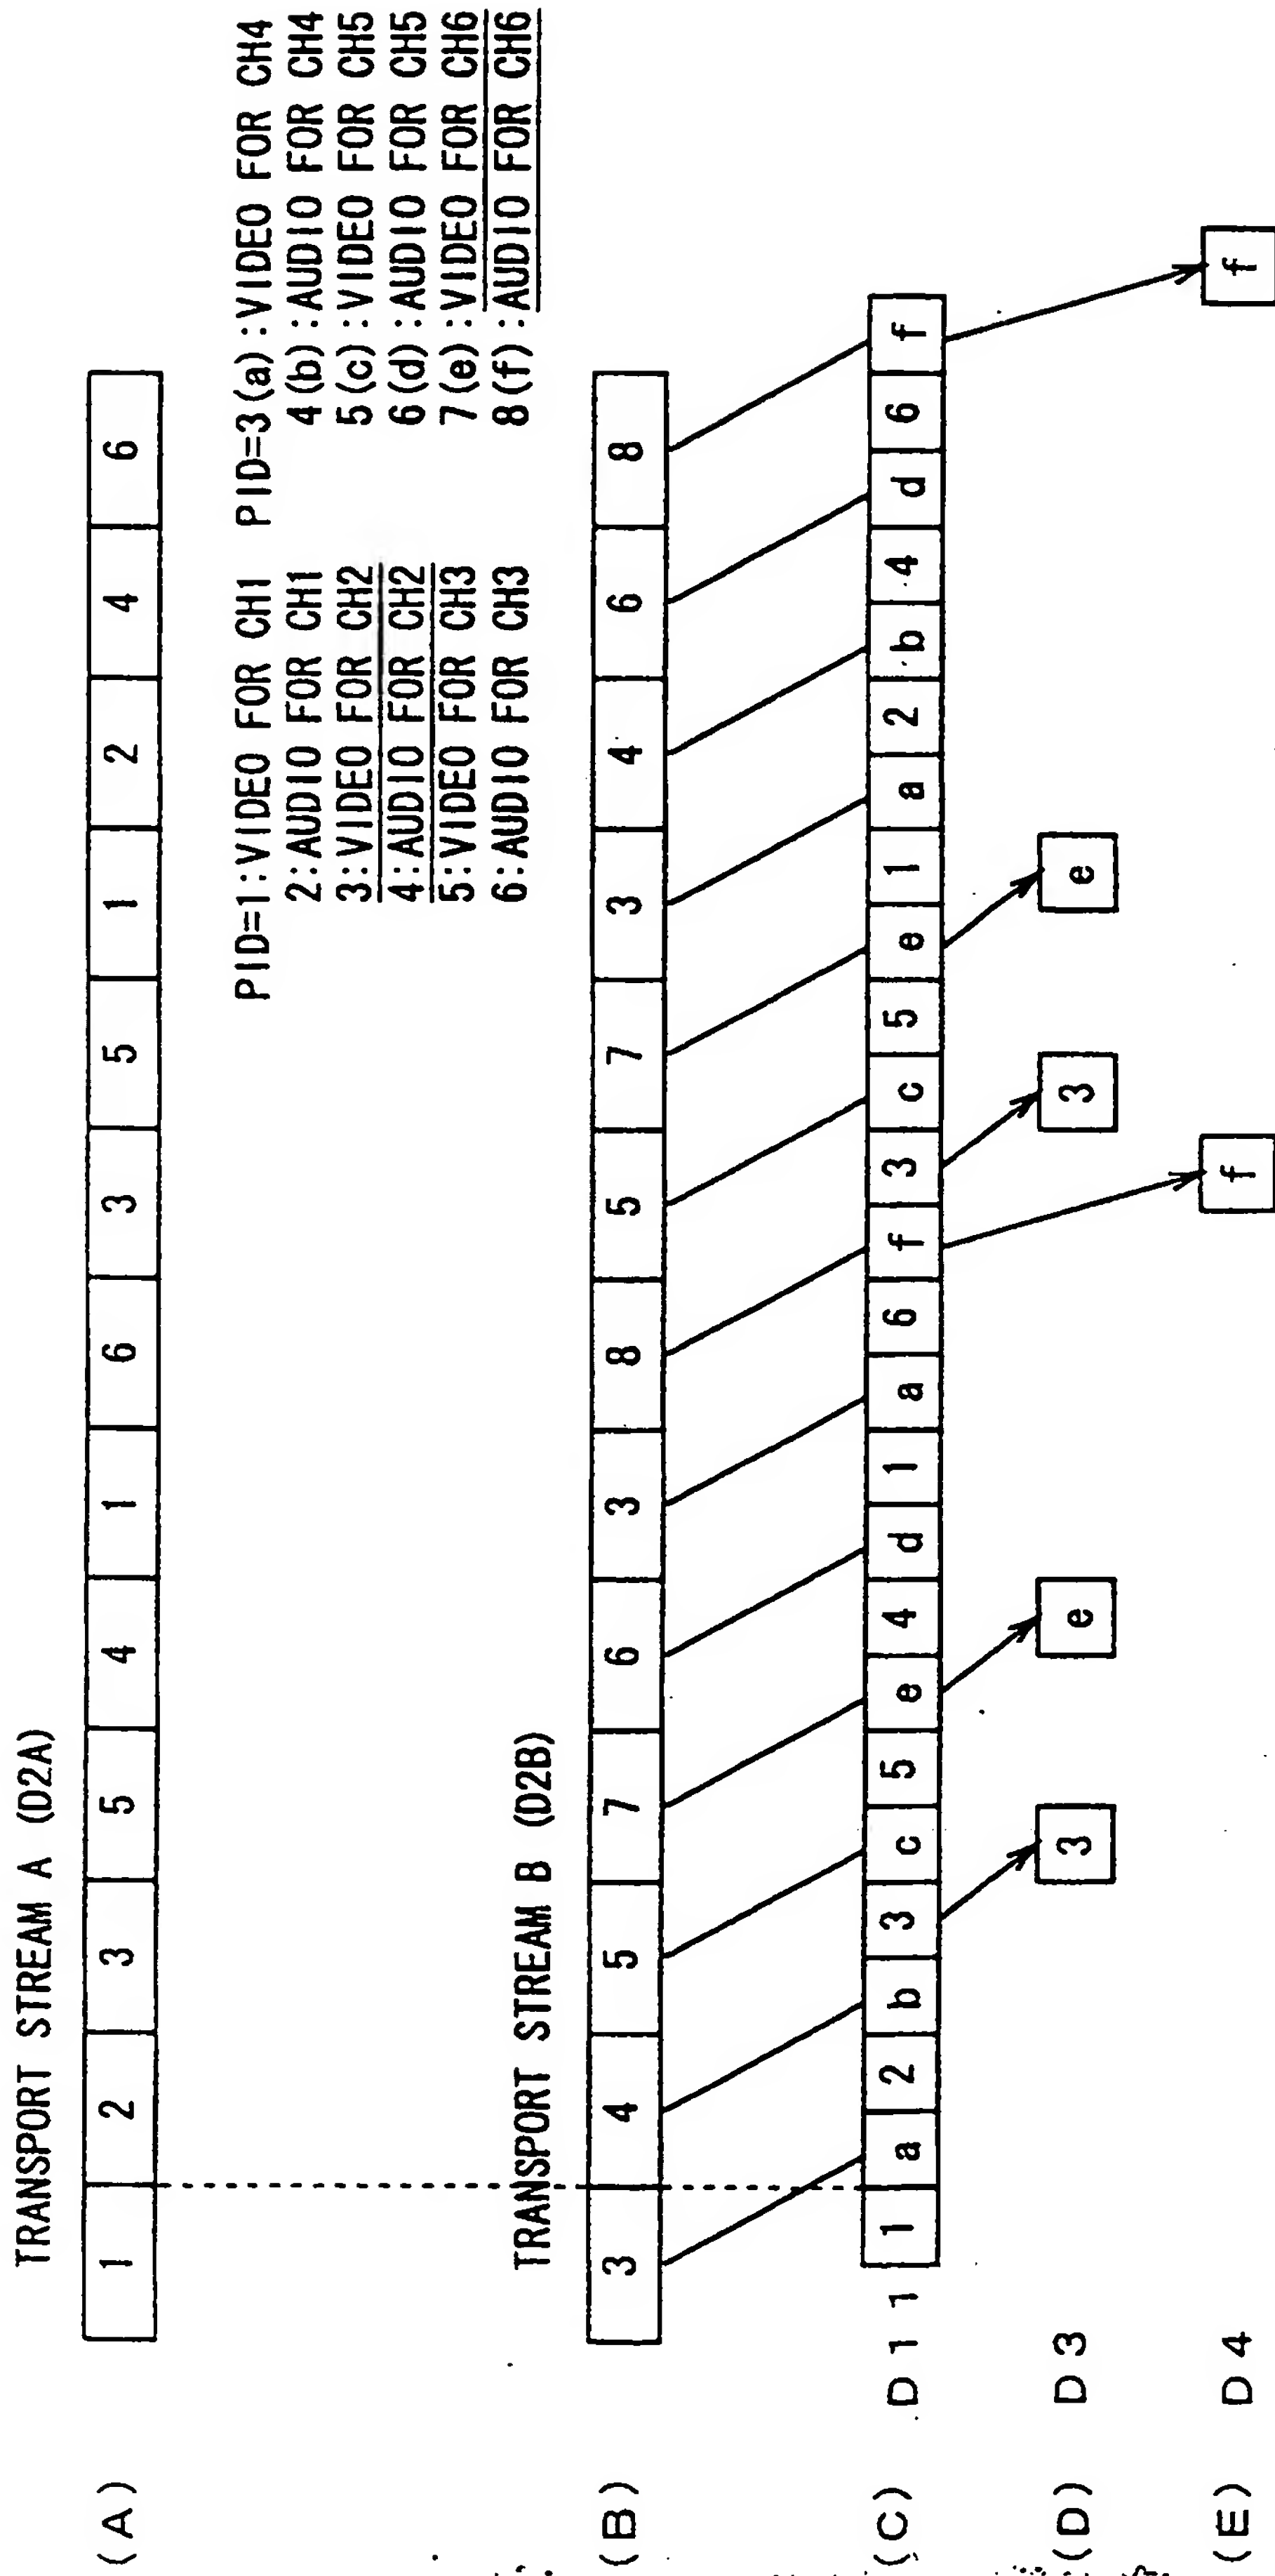 TRANSPORT STREAM A (D2A)
(A) 1 2 3 5 4 1 6 3 5 1 2 4 6
PID=1:VIDEO FOR CH1
2:AUDIO FOR CH1
3:VIDEO FOR CH2
4:AUDIO FOR CH2
5:VIDEO FOR CH3
6:AUDIO FOR CH3
PID=3(a):VIDEO FOR CH4
4(b):AUDIO FOR CH4
5(c):VIDEO FOR CH5
6(d):AUDIO FOR CH5
7(e):VIDEO FOR CH6
8(f):AUDIO FOR CH6
TRANSPORT STREAM B (D2B)
(B) 3 4 5 7 6 3 8 5 7 3 4 6 8
(C) D11 1 a 2 b 3 c 5 e 4 d 1 a 6 f 3 c 5 e 1 a 2 b 4 d 6 f
(D) D3 3 e 3 e
(E) D4 f f